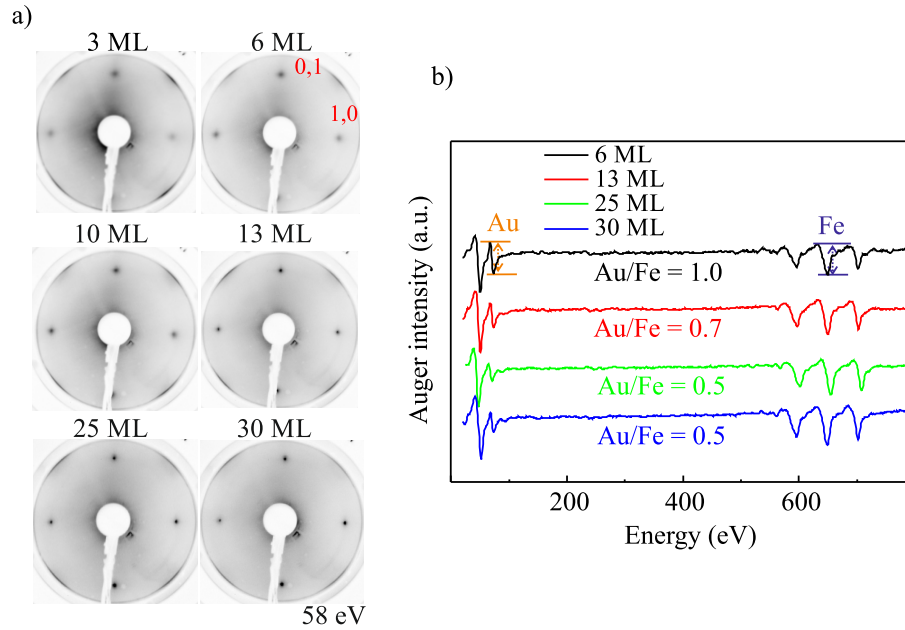 a)
3 ML 6 ML
0,1
1,0
10 ML 13 ML
25 ML 30 ML
58 eV
b)
6 ML
13 ML
25 ML
30 ML
Au Fe
Au/Fe = 1.0
Au/Fe = 0.7
Au/Fe = 0.5
Au/Fe = 0.5
Auger intensity (a.u.)
200 400 600
Energy (eV)